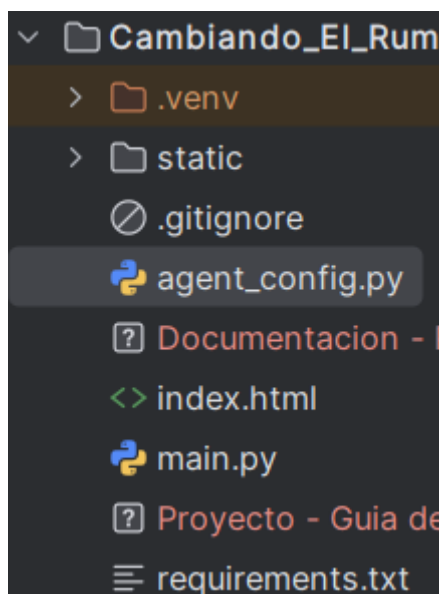 Cambiando_El_Rum
.venv
static
.gitignore
agent_config.py
Documentacion -
index.html
main.py
Proyecto - Guia de
requirements.txt